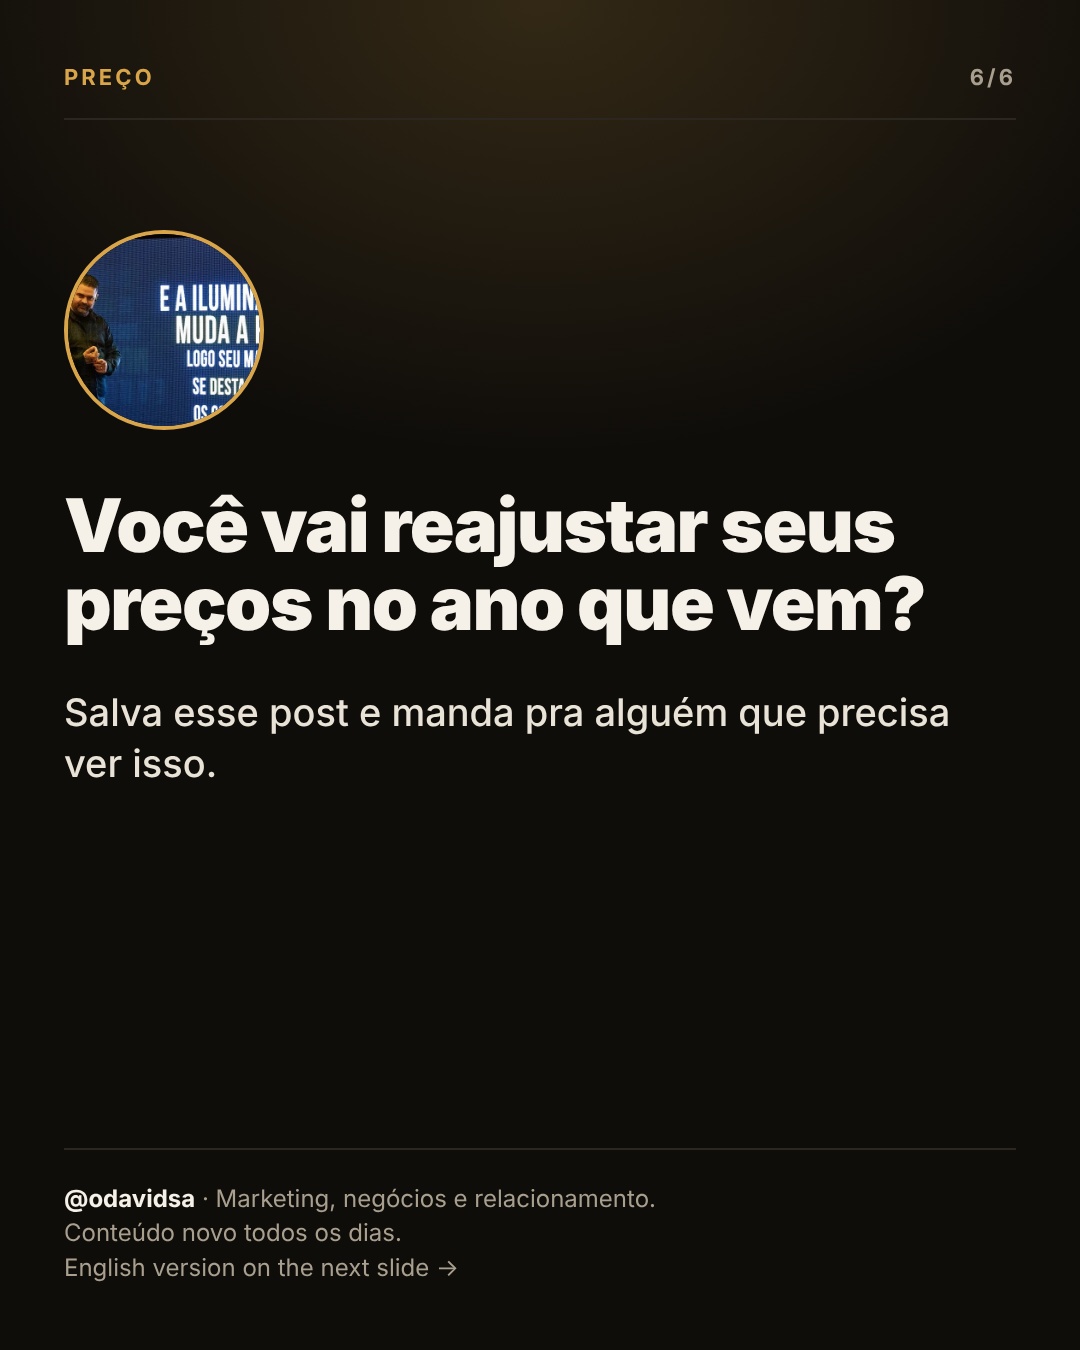 PREÇO
6/6
E A ILUMIN
MUDA A
LOGO SEU
SE DEST
Você vai reajustar seus
preços no ano que vem?
Salva esse post e manda pra alguém que precisa
ver isso.
@odavidsa · Marketing, negócios e relacionamento.
Conteúdo novo todos os dias.
English version on the next slide →